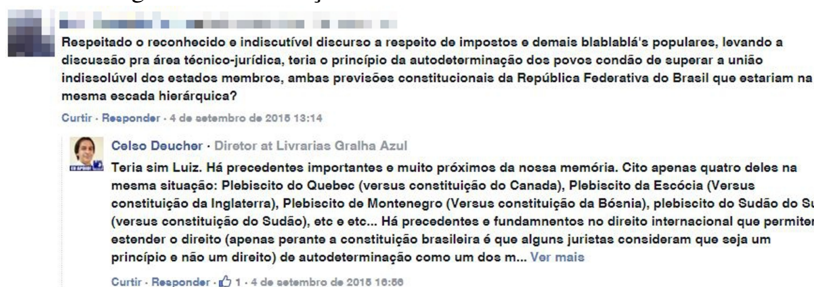 Respeitado o reconhecido e indiscutível discurso a respeito de impostos e demais blablablá's populares, levando a
discussão pra área técnico-jurídica, teria o princípio da autodeterminação dos povos condão de superar a união
indissolúvel dos estados membros, ambas previsões constitucionais da República Federativa do Brasil que estariam na
mesma escada hierárquica?
Curtir · Responder · 4 de setembro de 2015 13:14
Celso Deucher · Diretor at Livrarias Gralha Azul
Teria sim Luiz. Há precedentes importantes e muito próximos da nossa memória. Cito apenas quatro deles na
mesma situação: Plebiscito do Quebec (versus constituição do Canada), Plebiscito da Escócia (Versus
constituição da Inglaterra), Plebiscito de Montenegro (Versus constituição da Bósnia), plebiscito do Sudão do Su
(versus constituição do Sudão), etc e etc... Há precedentes e fundamnentos no direito internacional que permitem
estender o direito (apenas perante a constituição brasileira é que alguns juristas consideram que seja um
princípio e não um direito) de autodeterminação como um dos m... Ver mais
Curtir · Responder · 1 · 4 de setembro de 2015 16:56